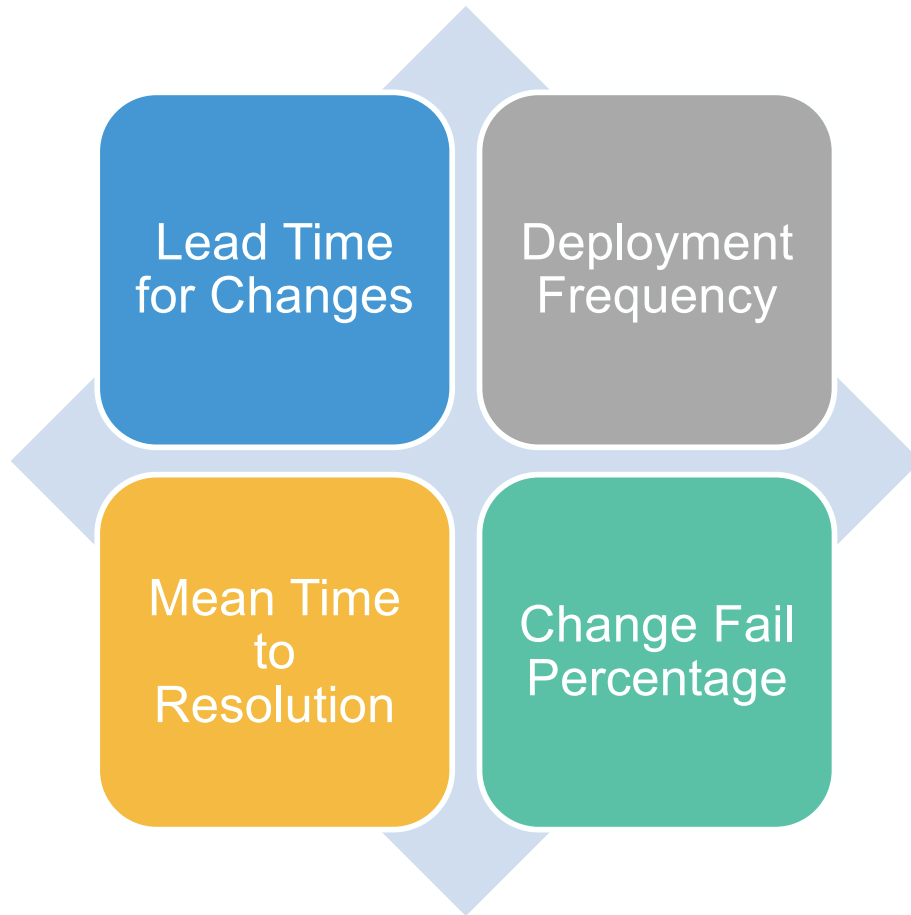 Lead Time
for Changes
Deployment
Frequency
Mean Time
to
Resolution
Change Fail
Percentage